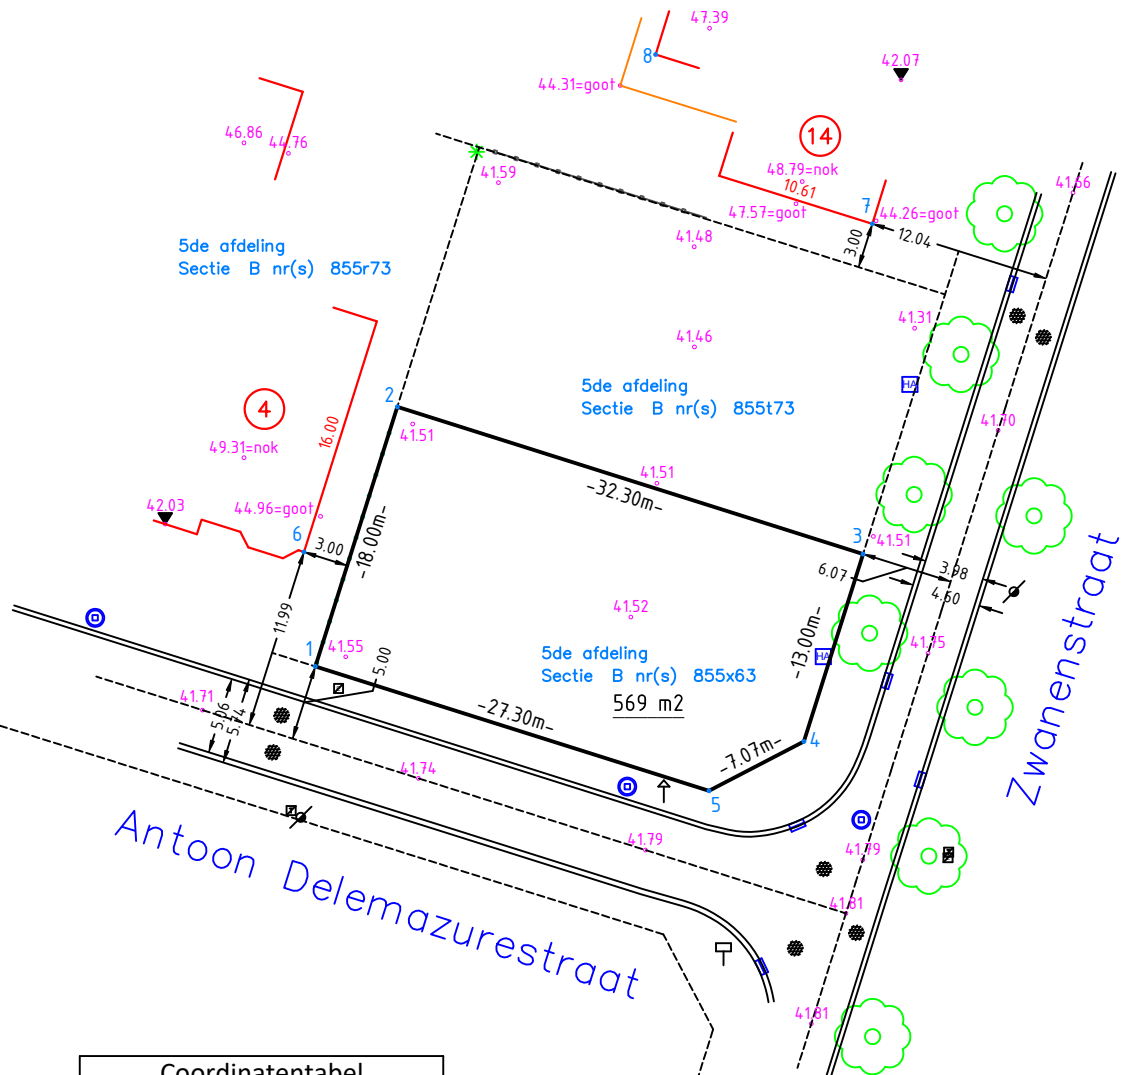 47.39
8
42.07
44.31=goot
14
46.86
44.76
41.59
48.79=nok
10.61
47.57=goot
7
44.26=goot
41.66
12.04
3.00
41.48
5de afdeling
Sectie B nr(s) 855r73
41.31
41.46
5de afdeling
Sectie B nr(s) 855t73
HA
2
4
16.00
41.51
41.70
49.31=nok
41.51
-32.30m-
42.03
44.96=goot
-18.00m-
6
3.00
3
41.51
6.07
3.98
4.60
11.99
41.52
-13.00m-
1
41.55
5.00
5de afdeling
Sectie B nr(s) 855x63
569 m2
HA
41.75
Zwanenstraat
41.71
5.06
5.74
-27.30m-
-7.07m-
4
41.74
5
41.79
41.79
Antoon Delemazurestraat
41.81
41.81
Coordinatentabel